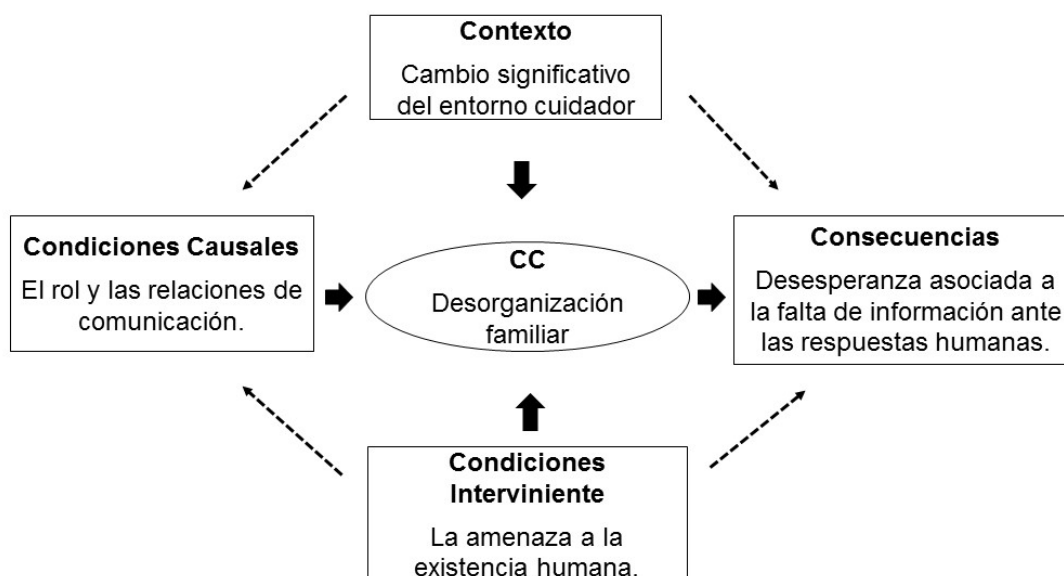 Contexto
Cambio significativo
del entorno cuidador
Condiciones Causales
El rol y las relaciones de
comunicación.
CC
Desorganización
familiar
Consecuencias
Desesperanza asociada a
la falta de información ante
las respuestas humanas.
Condiciones
Interviniente
La amenaza a la
existencia humana.